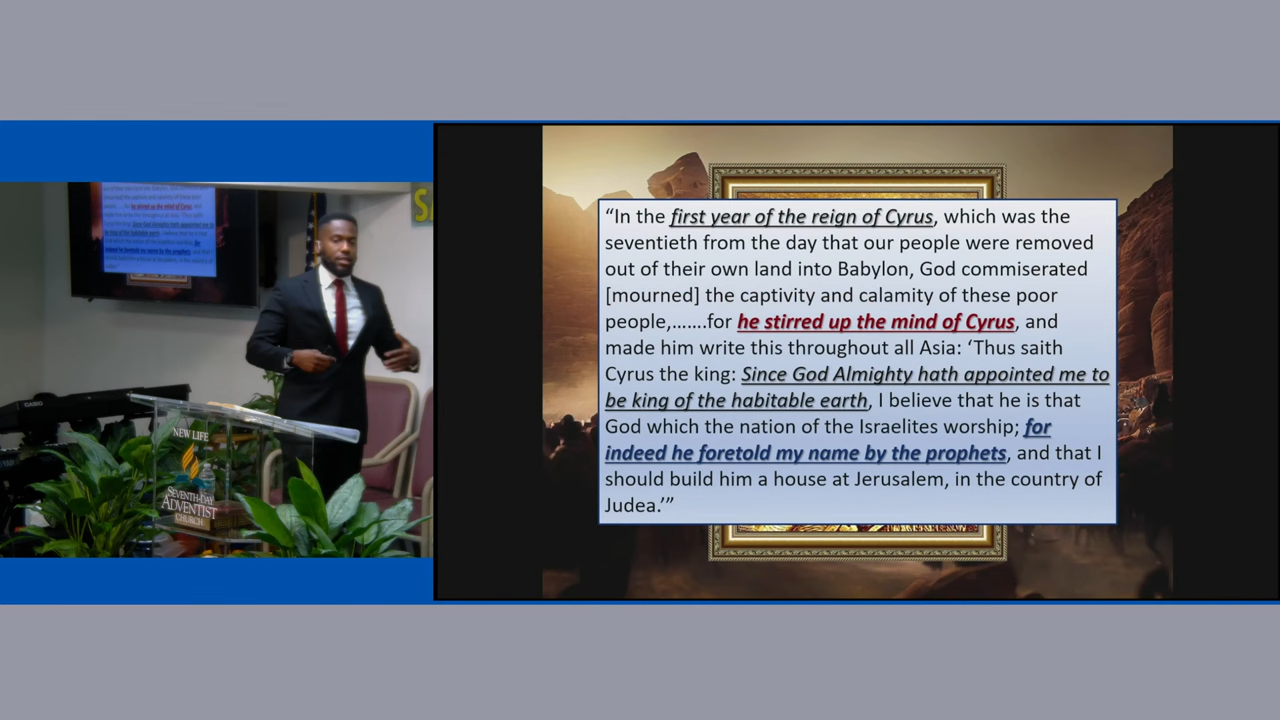 “In the first year of the reign of Cyrus, which was the
seventieth from the day that our people were removed
out of their own land into Babylon, God commiserated
[mourned] the captivity and calamity of these poor
people,…….for he stirred up the mind of Cyrus, and
made him write this throughout all Asia: ‘Thus saith
Cyrus the king: Since God Almighty hath appointed me to
be king of the habitable earth, I believe that he is that
God which the nation of the Israelites worship; for
indeed he foretold my name by the prophets, and that I
should build him a house at Jerusalem, in the country of
Judea.’”
CASIO
NEW LIFE
SEVENTH-DAY
ADVENTIST
CHURCH